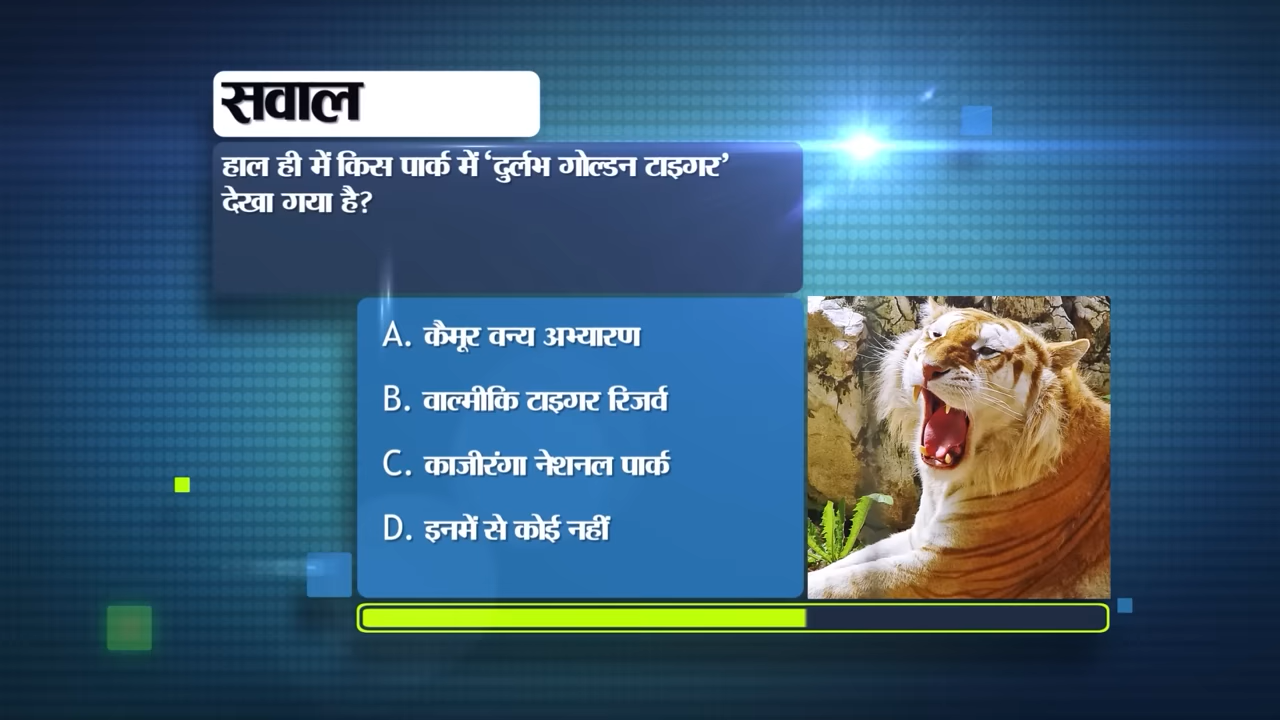 सवाल
हाल ही में किस पार्क में ‘दुर्लभ गोल्डन टाइगर’
देखा गया है?
A. कैमूर वन्य अभ्यारण
B. वाल्मीकि टाइगर रिजर्व
C. काजीरंगा नेशनल पार्क
D. इनमें से कोई नहीं